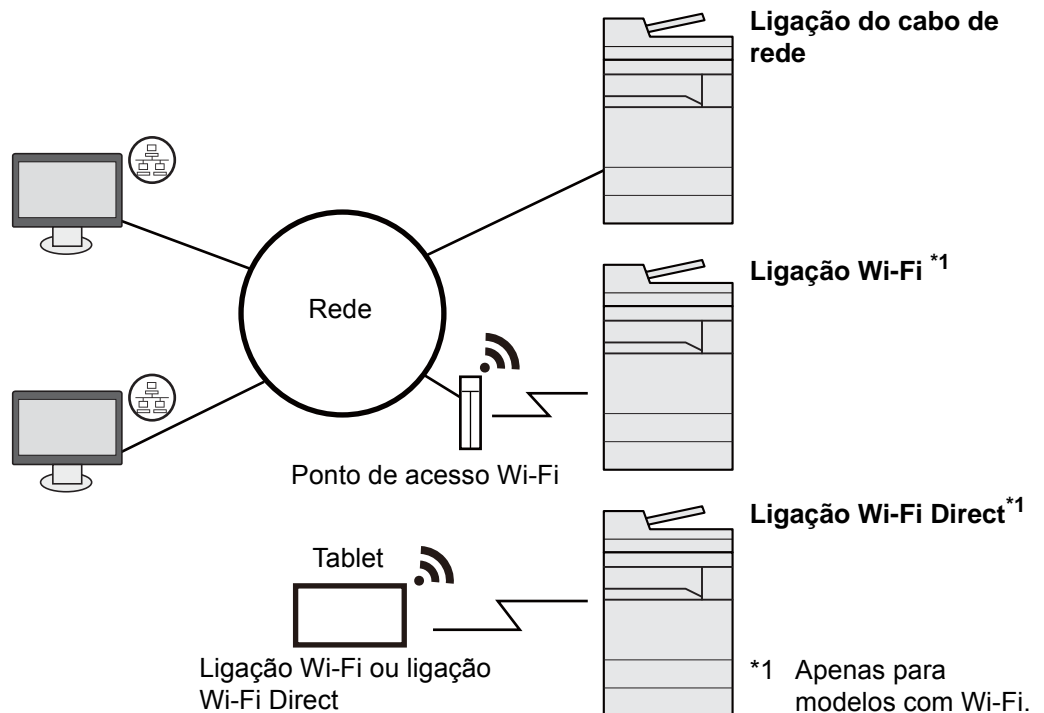 Ligação do cabo de
rede
Rede
Ligação Wi-Fi *1
Ponto de acesso Wi-Fi
Ligação Wi-Fi Direct*1
Tablet
Ligação Wi-Fi ou ligação
Wi-Fi Direct
*1 Apenas para
modelos com Wi-Fi.